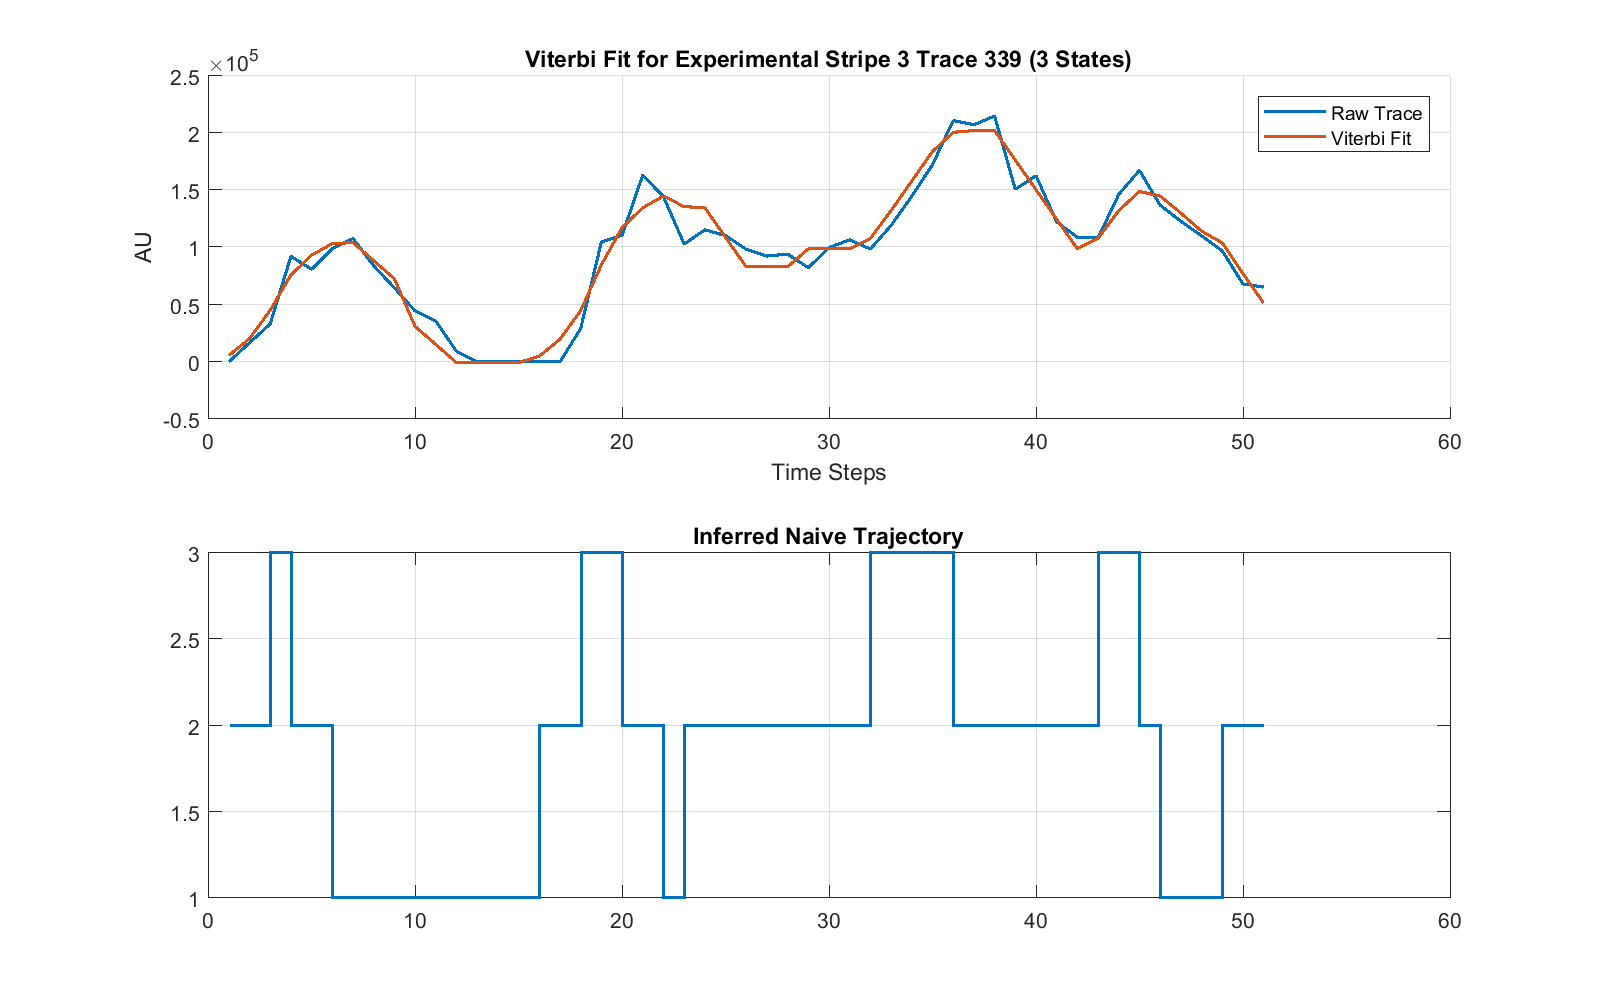 Viterbi Fit for Experimental Stripe 3 Trace 339 (3 States)
×10^5
2.5
2
1.5
1
0.5
0
-0.5
AU
Raw Trace
Viterbi Fit
0 10 20 30 40 50 60
Time Steps
Inferred Naive Trajectory
3
2.5
2
1.5
1
0 10 20 30 40 50 60